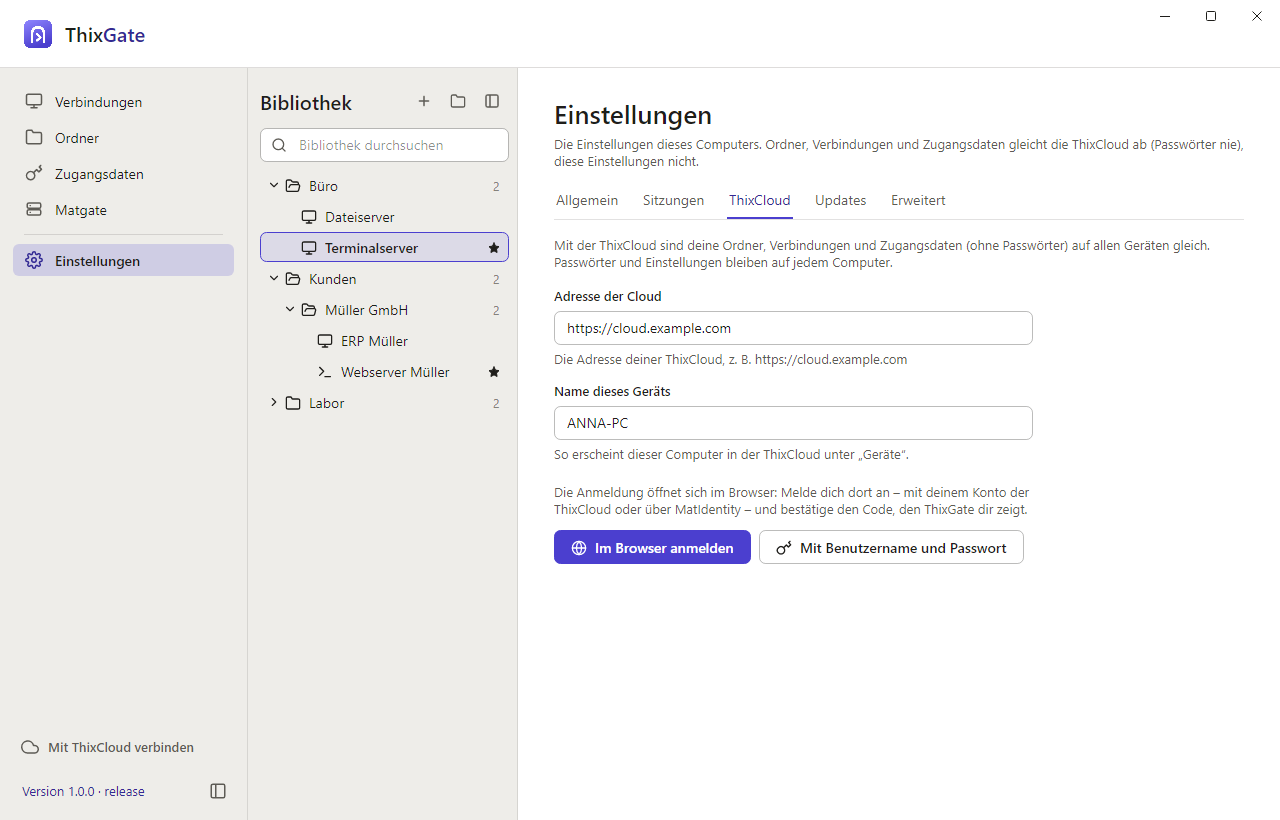 ThixGate
Verbindungen
Ordner
Zugangsdaten
Matgate
Einstellungen
Mit ThixCloud verbinden
Version 1.0.0 · release
Bibliothek
Bibliothek durchsuchen
Büro 2
Dateiserver
Terminalserver
Kunden 2
Müller GmbH 2
ERP Müller
Webserver Müller
Labor 2
Einstellungen
Die Einstellungen dieses Computers. Ordner, Verbindungen und Zugangsdaten gleicht die ThixCloud ab (Passwörter nie),
diese Einstellungen nicht.
Allgemein Sitzungen ThixCloud Updates Erweitert
Mit der ThixCloud sind deine Ordner, Verbindungen und Zugangsdaten (ohne Passwörter) auf allen Geräten gleich.
Passwörter und Einstellungen bleiben auf jedem Computer.
Adresse der Cloud
https://cloud.example.com
Die Adresse deiner ThixCloud, z. B. https://cloud.example.com
Name dieses Geräts
ANNA-PC
So erscheint dieser Computer in der ThixCloud unter „Geräte“.
Die Anmeldung öffnet sich im Browser: Melde dich dort an – mit deinem Konto der
ThixCloud oder über MatIdentity – und bestätige den Code, den ThixGate dir zeigt.
Im Browser anmelden
Mit Benutzername und Passwort